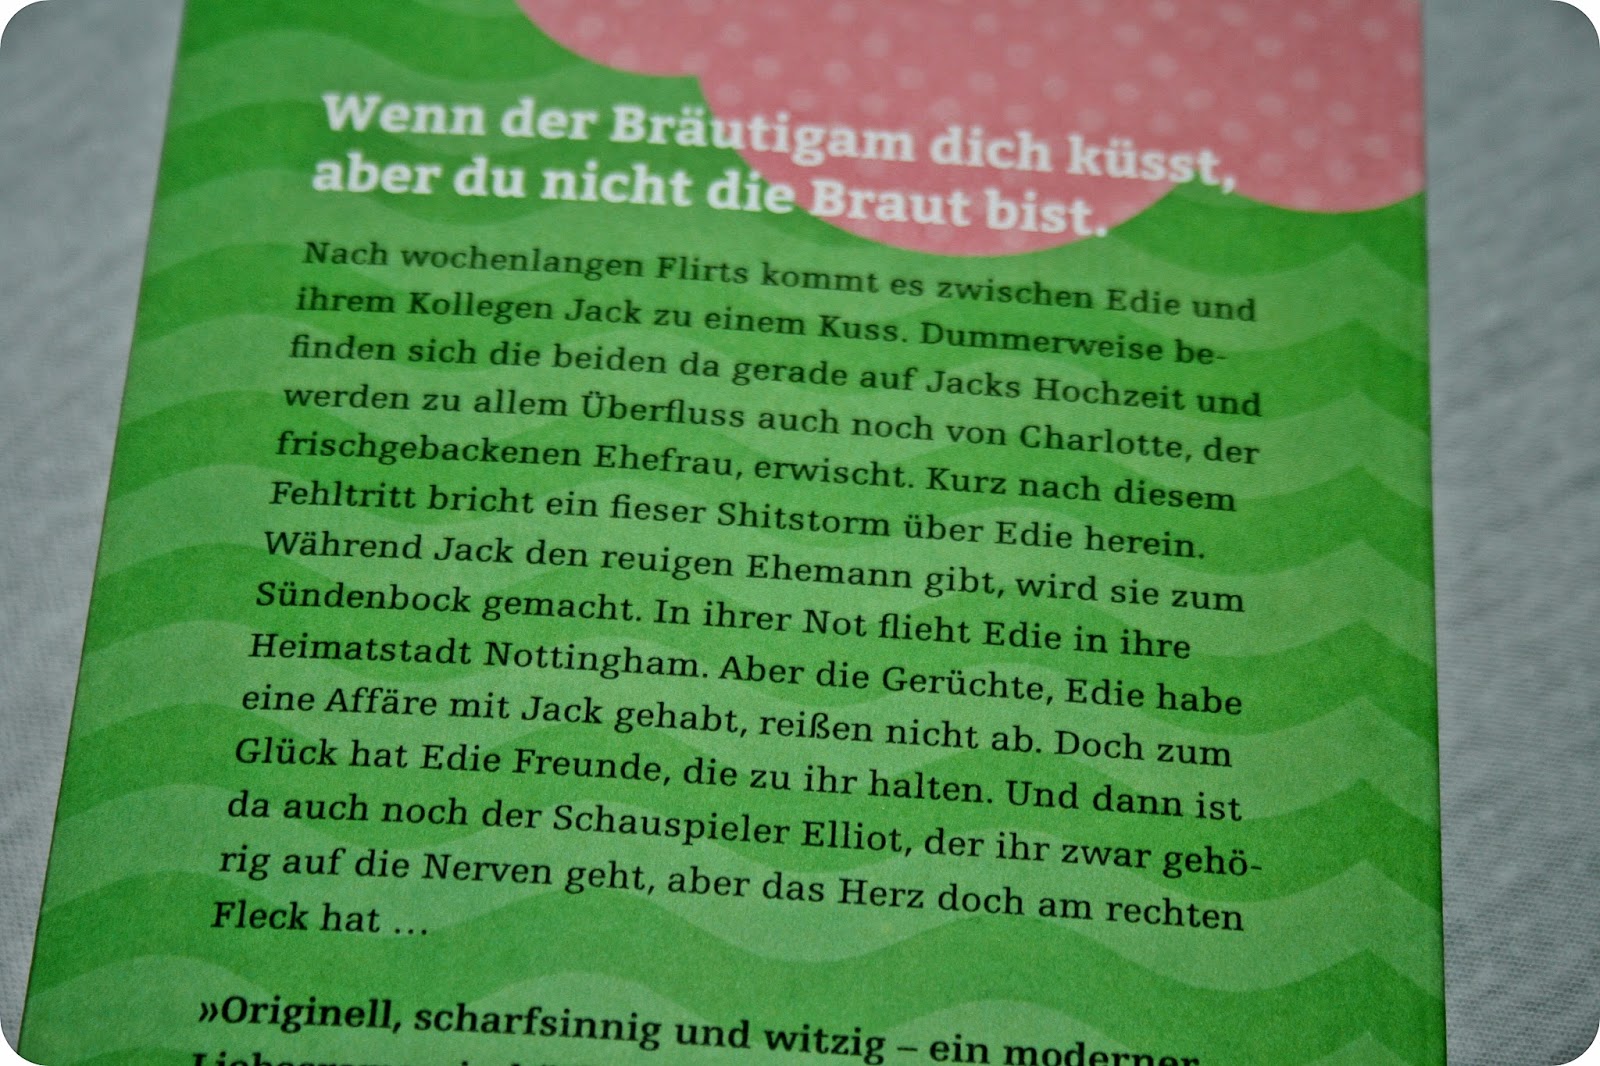 Wenn der Bräutigam dich küsst,
aber du nicht die Braut bist.
Nach wochenlangen Flirts kommt es zwischen Edie und
ihrem Kollegen Jack zu einem Kuss. Dummerweise be-
finden sich die beiden da gerade auf Jacks Hochzeit und
werden zu allem Überfluss auch noch von Charlotte, der
frischgebackenen Ehefrau, erwischt. Kurz nach diesem
Fehltritt bricht ein fieser Shitstorm über Edie herein.
Während Jack den reuigen Ehemann gibt, wird sie zum
Sündenbock gemacht. In ihrer Not flieht Edie in ihre
Heimatstadt Nottingham. Aber die Gerüchte, Edie habe
eine Affäre mit Jack gehabt, reißen nicht ab. Doch zum
Glück hat Edie Freunde, die zu ihr halten. Und dann ist
da auch noch der Schauspieler Elliot, der ihr zwar gehö-
rig auf die Nerven geht, aber das Herz doch am rechten
Fleck hat …
»Originell, scharfsinnig und witzig – ein moderner